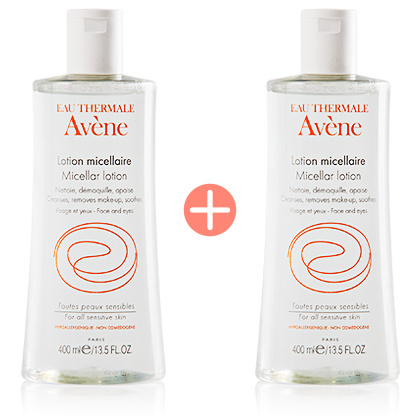 EAU THERMALE
Avène
Lotion micellaire
Micellar lotion
Nettoie, démaquille, apaise
Cleanses, removes make-up, soothes
Visage et yeux - Face and eyes
Toutes peaux sensibles
For all sensitive skin
HYPOALLERGÉNIQUE - NON COMÉDOGÈNE
PARIS
400 ml e/13.5 FL.OZ.
+
EAU THERMALE
Avène
Lotion micellaire
Micellar lotion
Nettoie, démaquille, apaise
Cleanses, removes make-up, soothes
Visage et yeux - Face and eyes
Toutes peaux sensibles
For all sensitive skin
HYPOALLERGÉNIQUE - NON COMÉDOGÈNE
PARIS
400 ml e/13.5 FL.OZ.